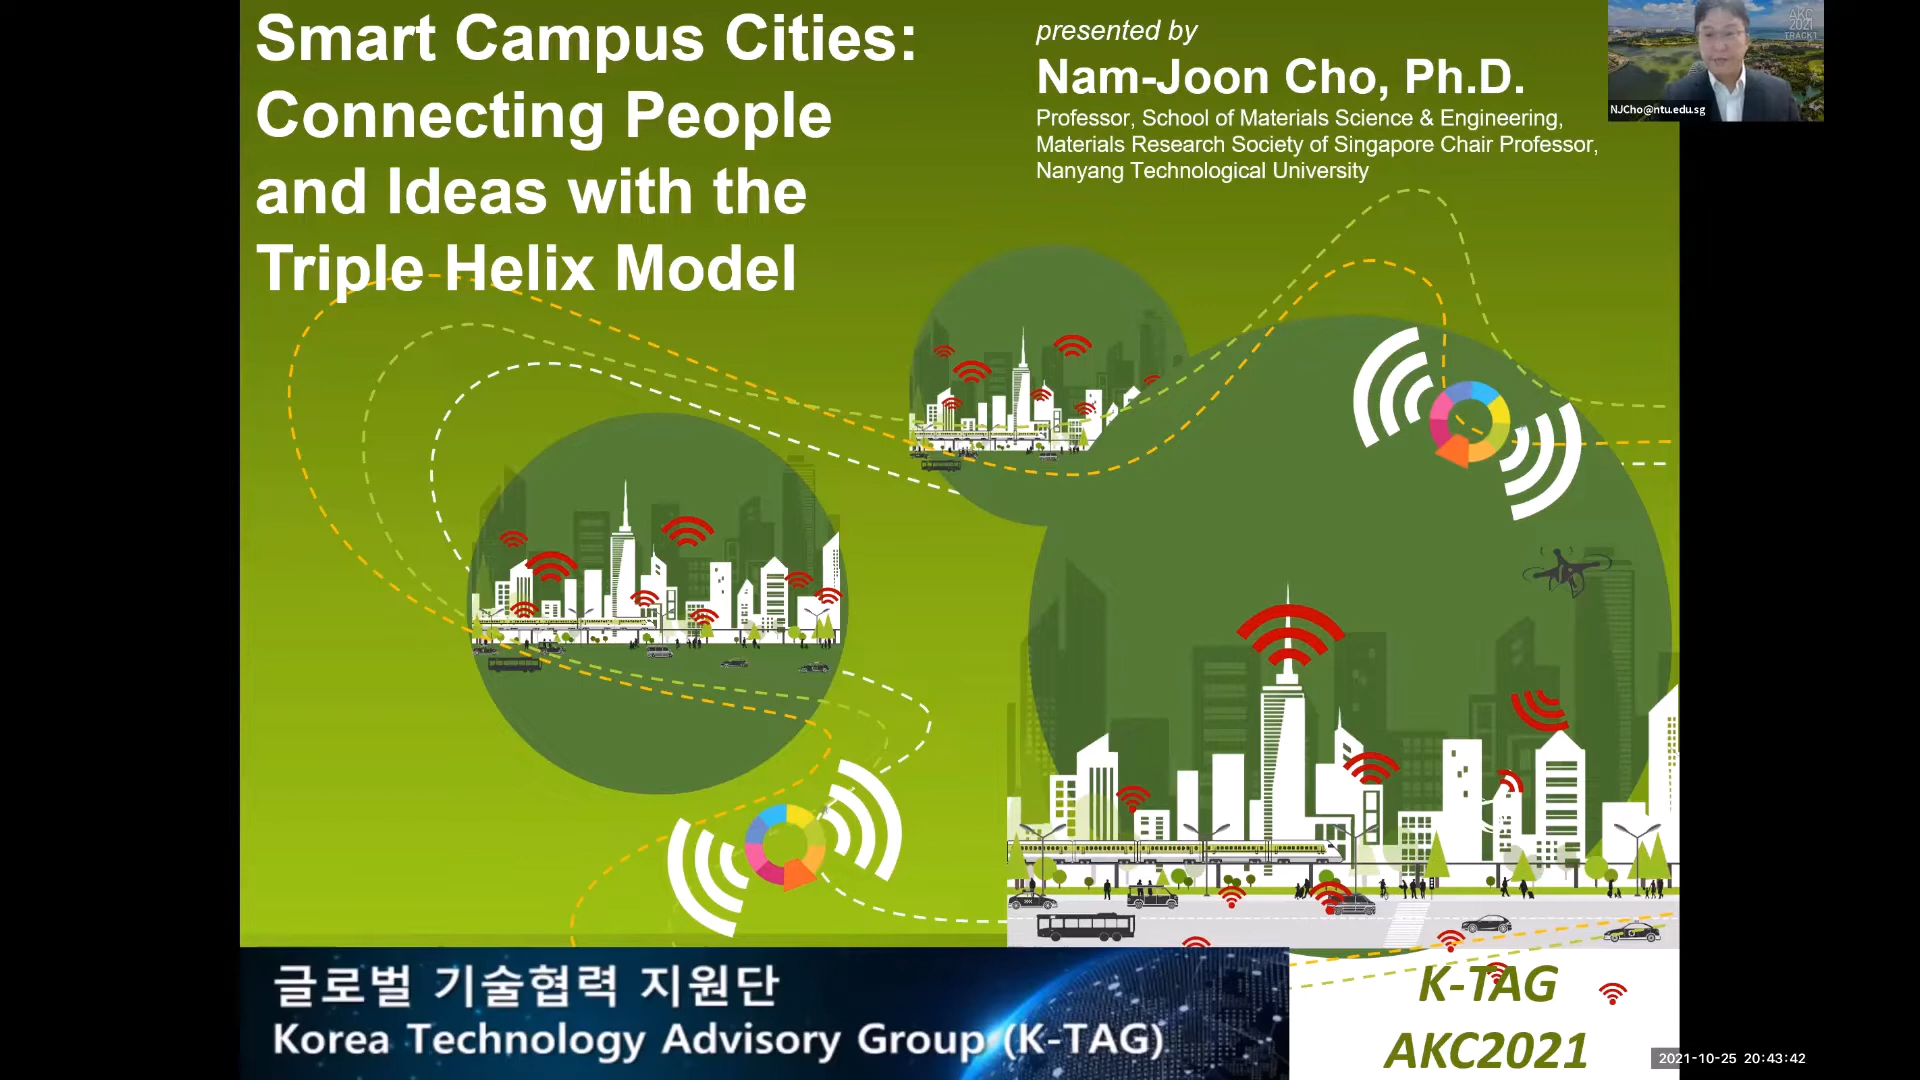 Smart Campus Cities:
Connecting People
and Ideas with the
Triple Helix Model
presented by
Nam-Joon Cho, Ph.D.
Professor, School of Materials Science & Engineering,
Materials Research Society of Singapore Chair Professor,
Nanyang Technological University
AKC
2021
TRACK1
NJCho@ntu.edu.sg
글로벌 기술협력 지원단
Korea Technology Advisory Group (K-TAG)
K-TAG
AKC2021
2021-10-25 20:43:42